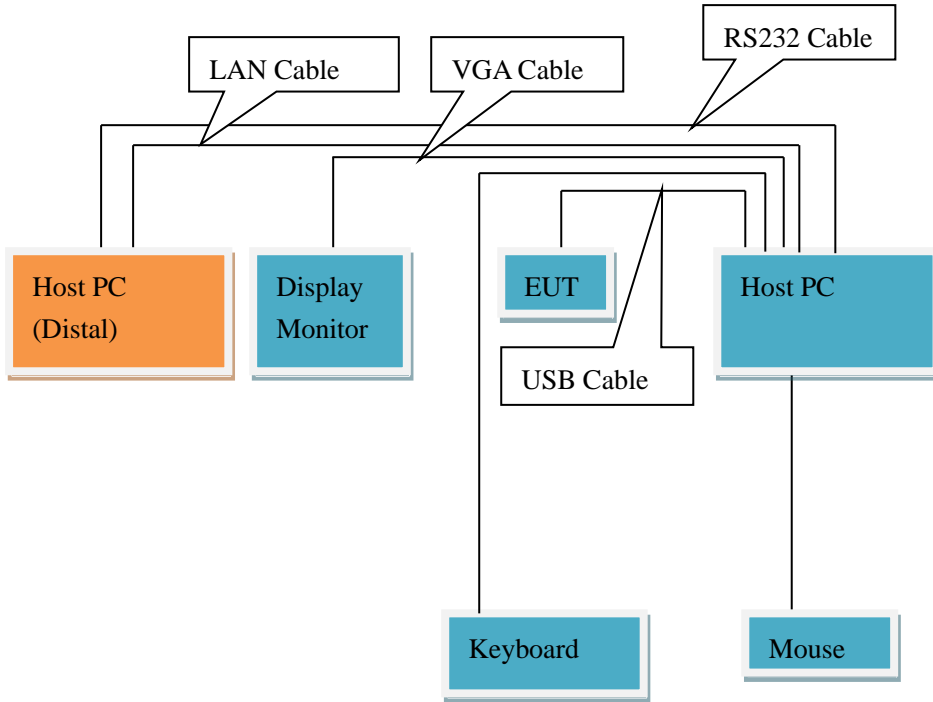 RS232 Cable
LAN Cable
VGA Cable
Host PC
(Distal)
Display
Monitor
EUT
Host PC
USB Cable
Keyboard
Mouse